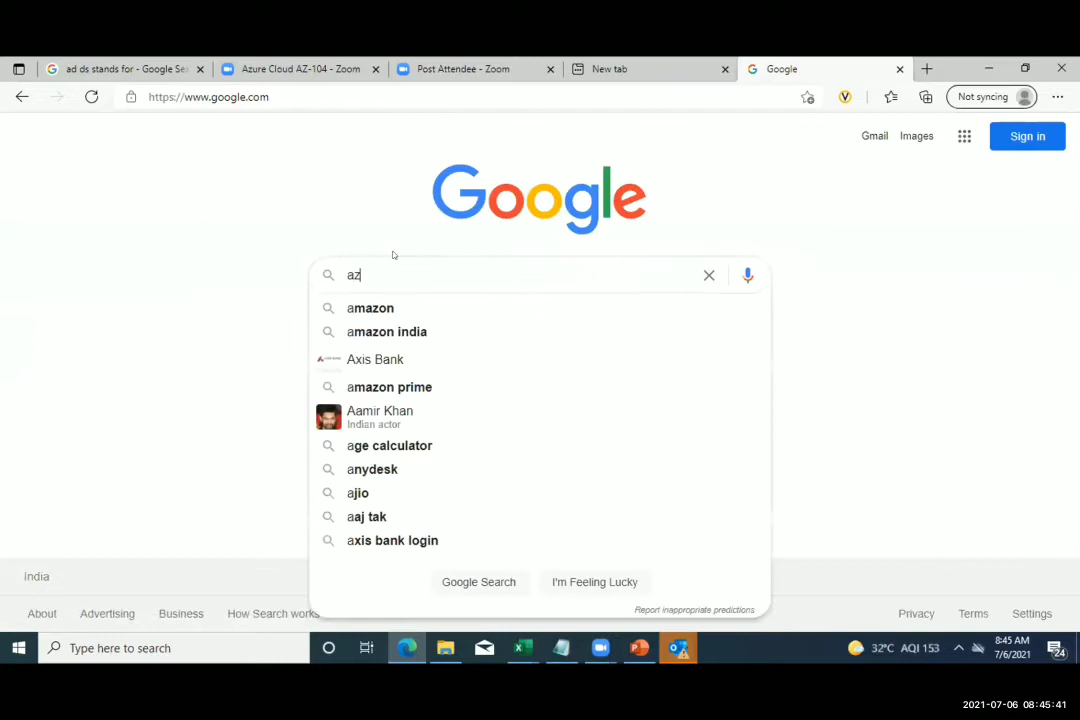 ad ds stands for - Google Se
Azure Cloud AZ-104 - Zoom
Post Attendee - Zoom
New tab
Google
https://www.google.com
Not syncing
Gmail
Images
Sign in
Google
az
amazon
amazon india
Axis Bank
amazon prime
Aamir Khan
Indian actor
age calculator
anydesk
ajio
aaj tak
axis bank login
Google Search
I'm Feeling Lucky
Report inappropriate predictions
India
About
Advertising
Business
How Search works
Privacy
Terms
Settings
Type here to search
32°C AQI 153
8:45 AM
7/6/2021
24
2021-07-06 08:45:41